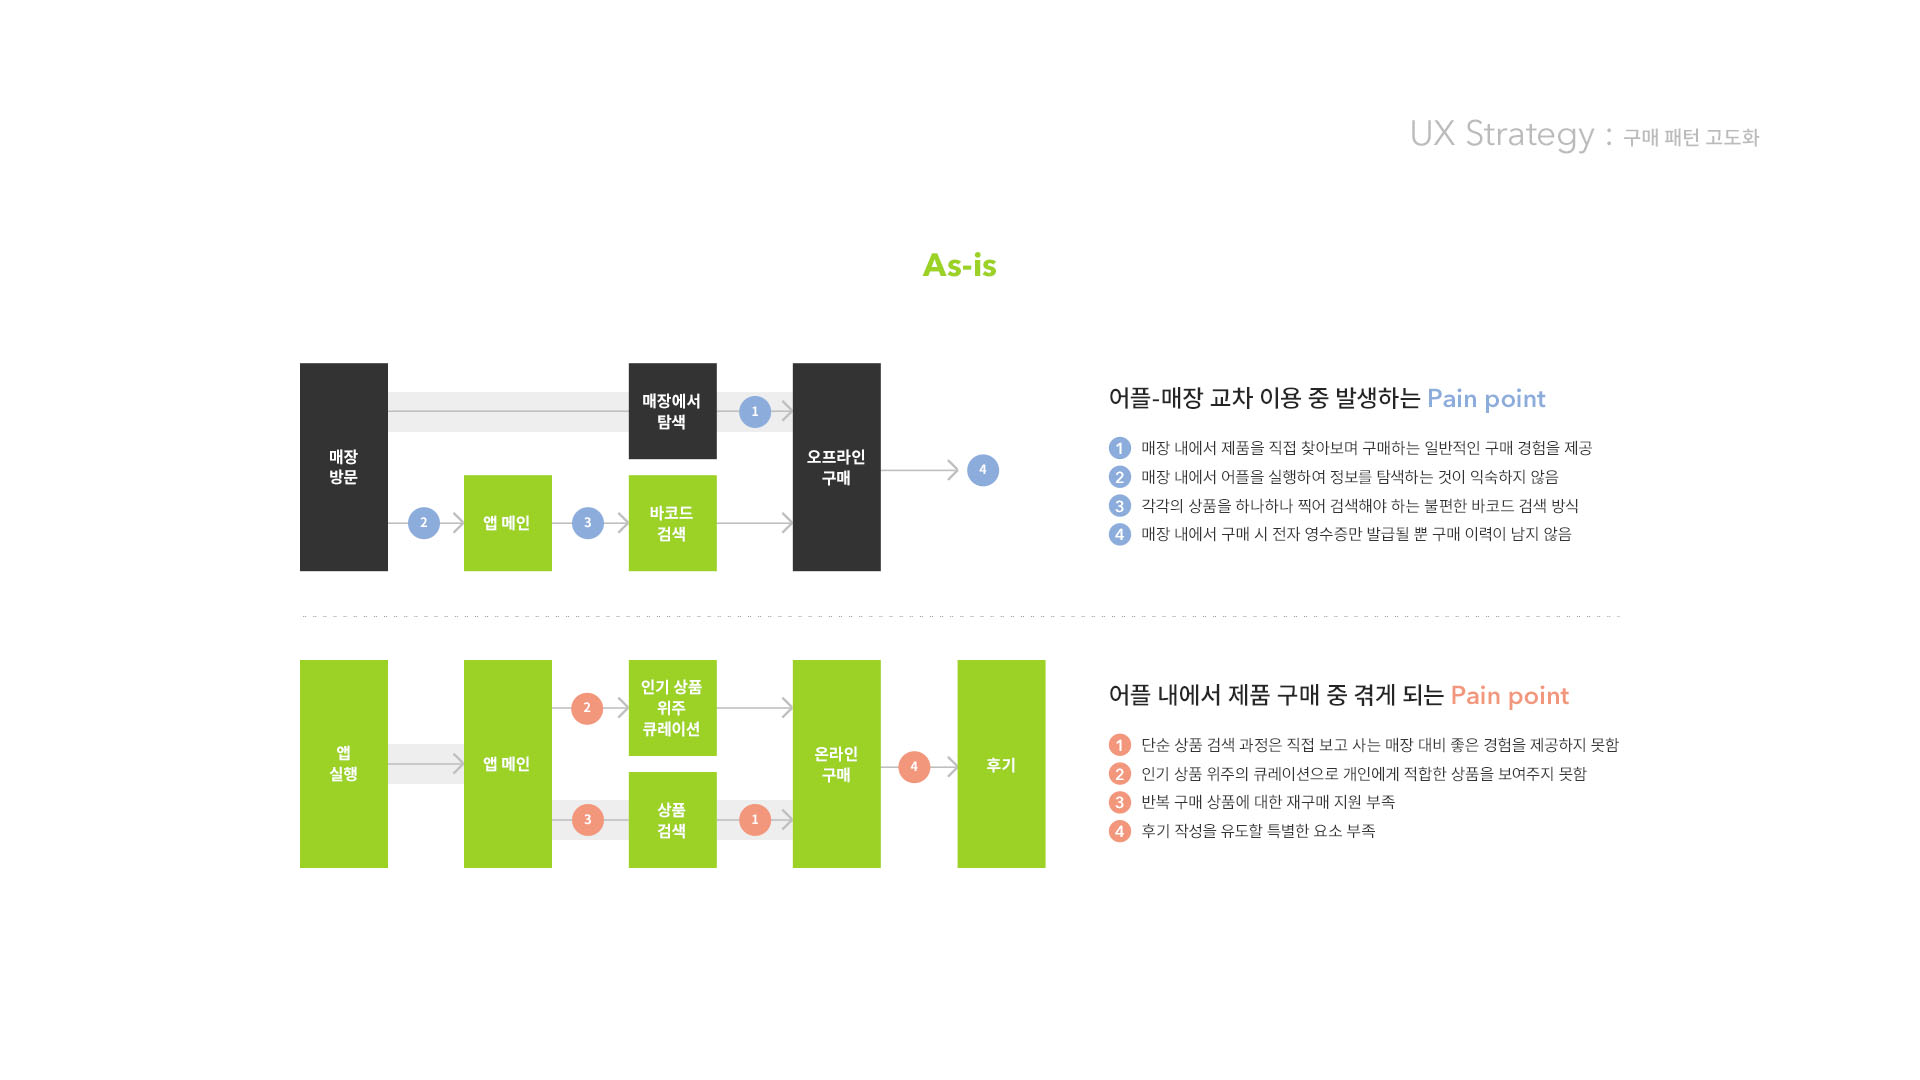 UX Strategy : 구매 패턴 고도화
As-is
매장
방문
매장에서
탐색
1
오프라인
구매
4
2
앱 메인
3
바코드
검색
어플-매장 교차 이용 중 발생하는 Pain point
1 매장 내에서 제품을 직접 찾아보며 구매하는 일반적인 구매 경험을 제공
2 매장 내에서 어플을 실행하여 정보를 탐색하는 것이 익숙하지 않음
3 각각의 상품을 하나하나 찍어 검색해야 하는 불편한 바코드 검색 방식
4 매장 내에서 구매 시 전자 영수증만 발급될 뿐 구매 이력이 남지 않음
앱
실행
앱 메인
2
인기 상품
위주
큐레이션
3
상품
검색
1
온라인
구매
4
후기
어플 내에서 제품 구매 중 겪게 되는 Pain point
1 단순 상품 검색 과정은 직접 보고 사는 매장 대비 좋은 경험을 제공하지 못함
2 인기 상품 위주의 큐레이션으로 개인에게 적합한 상품을 보여주지 못함
3 반복 구매 상품에 대한 재구매 지원 부족
4 후기 작성을 유도할 특별한 요소 부족